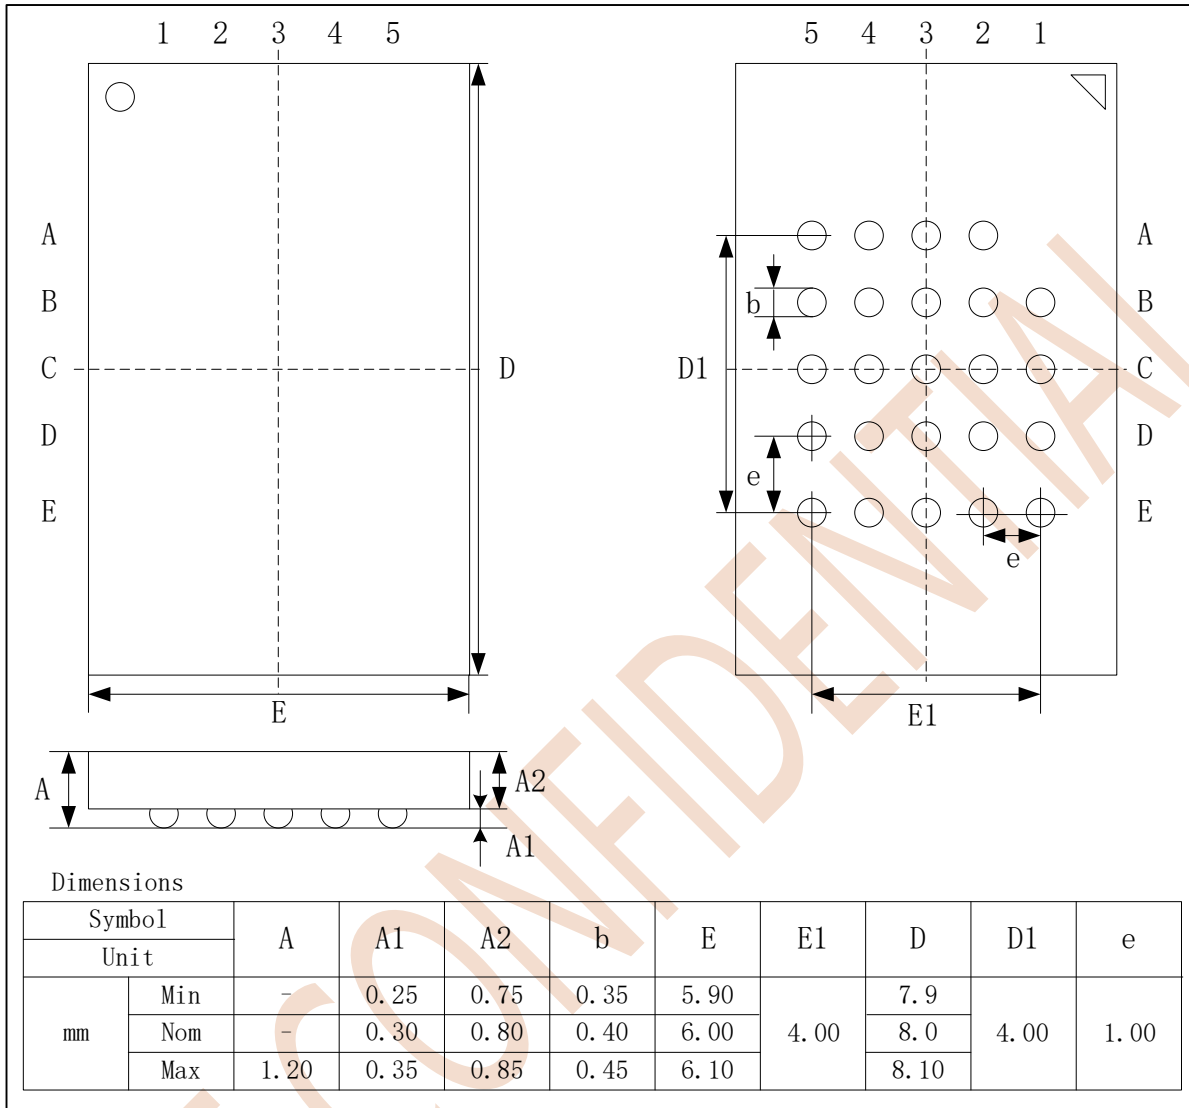 1 2 3 4 5
5 4 3 2 1
A
A
B
b
B
C
D
D1
C
D
D
e
E
E
e
E
E1
A
A2
A1
CONFIDENTIAL
Dimensions
Symbol A A1 A2 b E E1 D D1 e
Unit
mm Min - 0.25 0.75 0.35 5.90 4.00 7.9 4.00 1.00
Nom - 0.30 0.80 0.40 6.00 8.0
Max 1.20 0.35 0.85 0.45 6.10 8.10